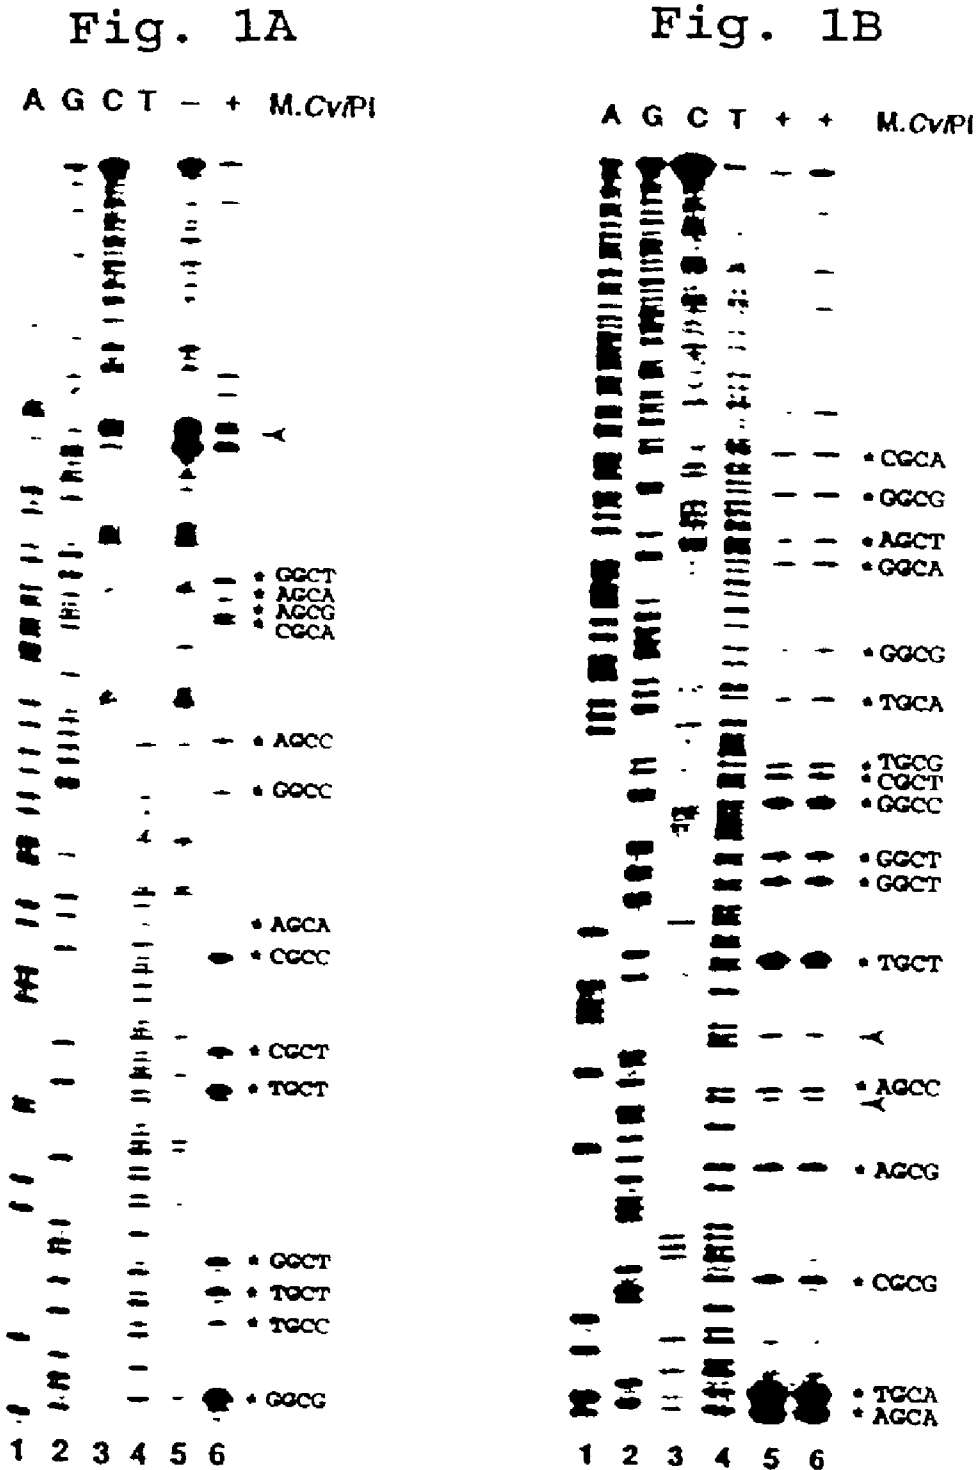 Fig. 1A
A G C T – + M.CviPI
* GGCT
* AGCA
* AGCG
* CGCA
* AGCC
* GGCC
* AGCA
* CGCC
* CGCT
* TGCT
* GGCT
* TGCT
* TGCC
* GGCG
1 2 3 4 5 6
Fig. 1B
A G C T + + M.CviPI
* CGCA
* GGCG
* AGCT
* GGCA
* GGCG
* TGCA
* TGCG
* CGCT
* GGCC
* GGCT
* GGCT
* TGCT
* AGCC
* AGCG
* CGCG
* TGCA
* AGCA
1 2 3 4 5 6